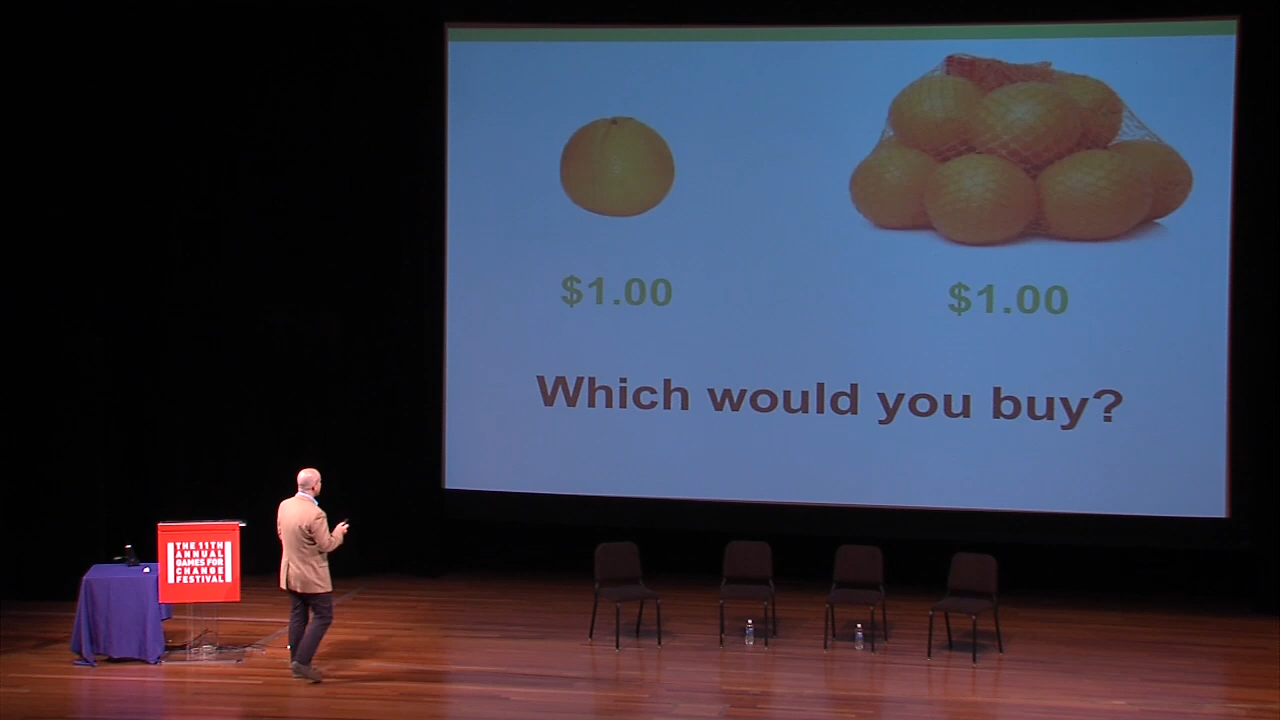 $1.00
$1.00
Which would you buy?
THE 11TH
ANNUAL
GAMES FOR
CHANGE
FESTIVAL